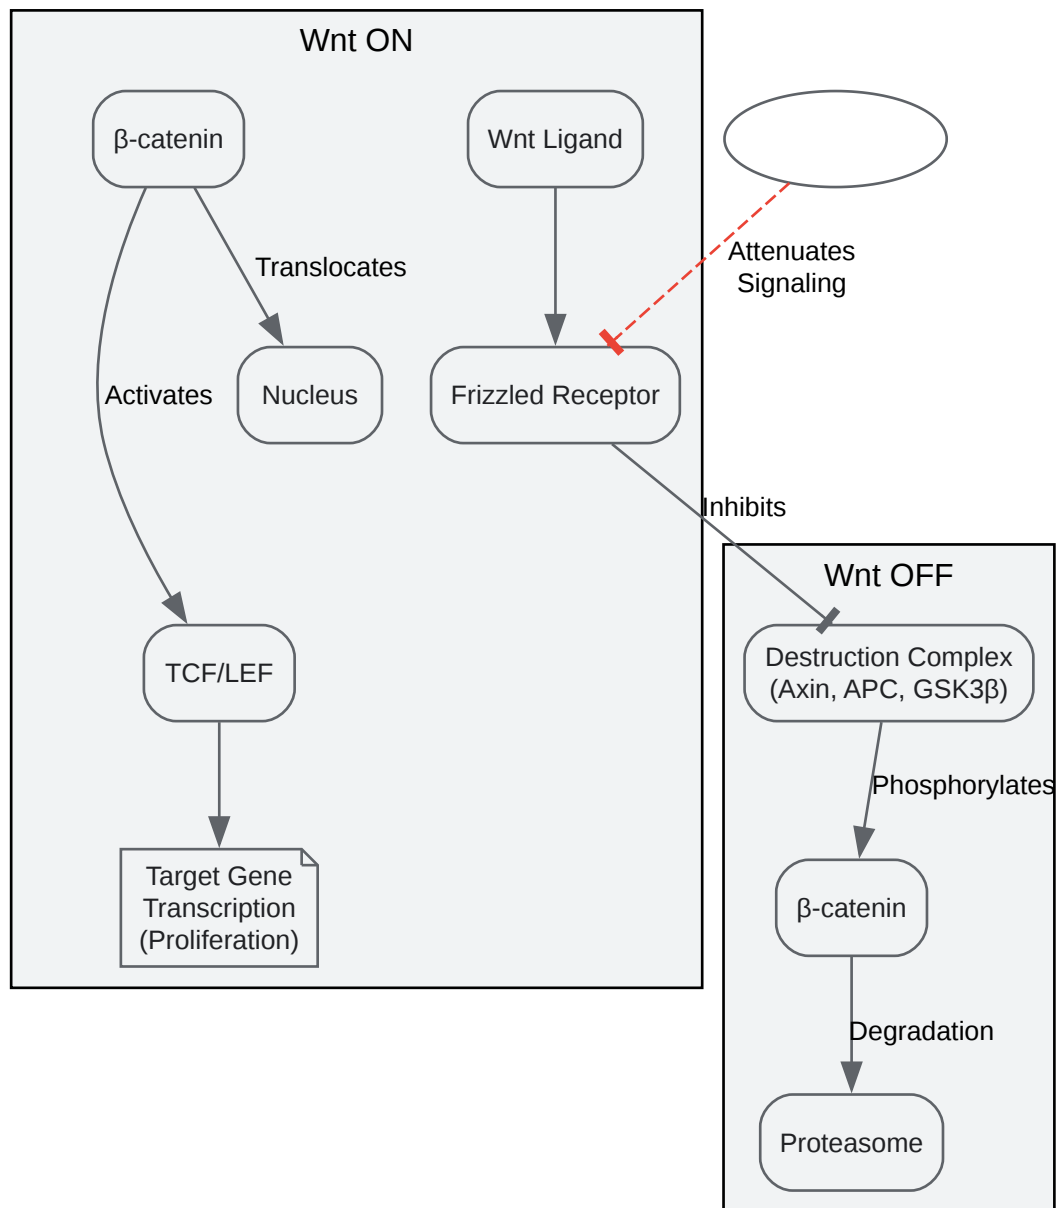 Wnt ON
β-catenin
Wnt Ligand
Attenuates
Signaling
Translocates
Activates
Nucleus
Frizzled Receptor
Inhibits
Wnt OFF
TCF/LEF
Destruction Complex
(Axin, APC, GSK3β)
Phosphorylates
Target Gene
Transcription
(Proliferation)
β-catenin
Degradation
Proteasome